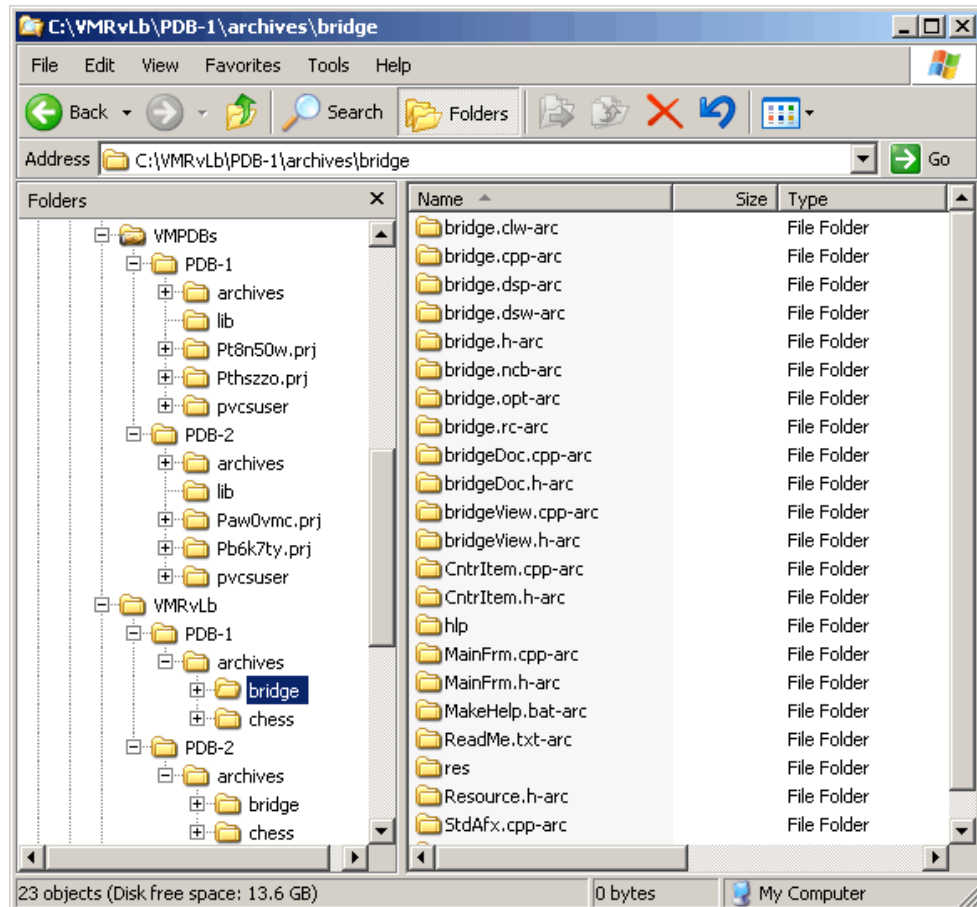 C:\VMRvLb\PDB-1\archives\bridge
File Edit View Favorites Tools Help
Back Search Folders
Address C:\VMRvLb\PDB-1\archives\bridge Go
Folders
VMPDBs
PDB-1
archives
lib
Pt8n50w.prj
Pthszzo.prj
pvcsuser
PDB-2
archives
lib
Paw0vmc.prj
Pb6k7ty.prj
pvcsuser
VMRvLb
PDB-1
archives
bridge
chess
PDB-2
archives
bridge
chess
Name Size Type
bridge.clw-arc File Folder
bridge.cpp-arc File Folder
bridge.dsp-arc File Folder
bridge.dsw-arc File Folder
bridge.h-arc File Folder
bridge.ncb-arc File Folder
bridge.opt-arc File Folder
bridge.rc-arc File Folder
bridgeDoc.cpp-arc File Folder
bridgeDoc.h-arc File Folder
bridgeView.cpp-arc File Folder
bridgeView.h-arc File Folder
CntrItem.cpp-arc File Folder
CntrItem.h-arc File Folder
hlp File Folder
MainFrm.cpp-arc File Folder
MainFrm.h-arc File Folder
MakeHelp.bat-arc File Folder
ReadMe.txt-arc File Folder
res File Folder
Resource.h-arc File Folder
StdAfx.cpp-arc File Folder
23 objects (Disk free space: 13.6 GB) 0 bytes My Computer